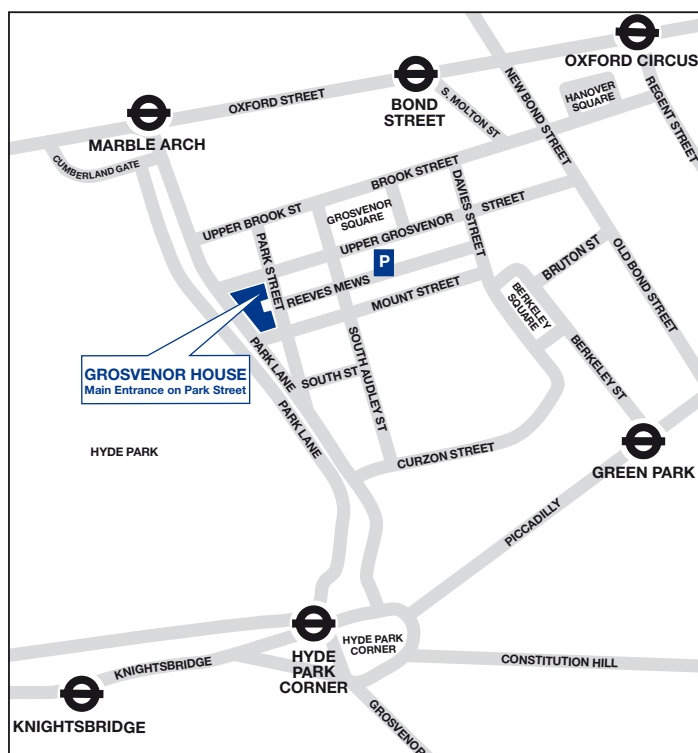 OXFORD CIRCUS
OXFORD STREET
BOND
STREET
S. MOLTON ST
NEW BOND STREET
HANOVER
SQUARE
REGENT STREET
MARBLE ARCH
CUMBERLAND GATE
BROOK STREET
UPPER BROOK ST
GROSVENOR
SQUARE
DAVIES STREET
UPPER GROSVENOR
STREET
PARK STREET
P
REEVES MEWS
MOUNT STREET
BRUTON ST
OLD BOND STREET
BERKELEY
SQUARE
BERKELEY ST
GROSVENOR HOUSE
Main Entrance on Park Street
PARK LANE
PARK LANE
SOUTH ST
SOUTH AUDLEY ST
CURZON STREET
HYDE PARK
GREEN PARK
PICCADILLY
HYDE PARK
CORNER
HYDE
PARK
CORNER
CONSTITUTION HILL
KNIGHTSBRIDGE
KNIGHTSBRIDGE
GROSVENOR